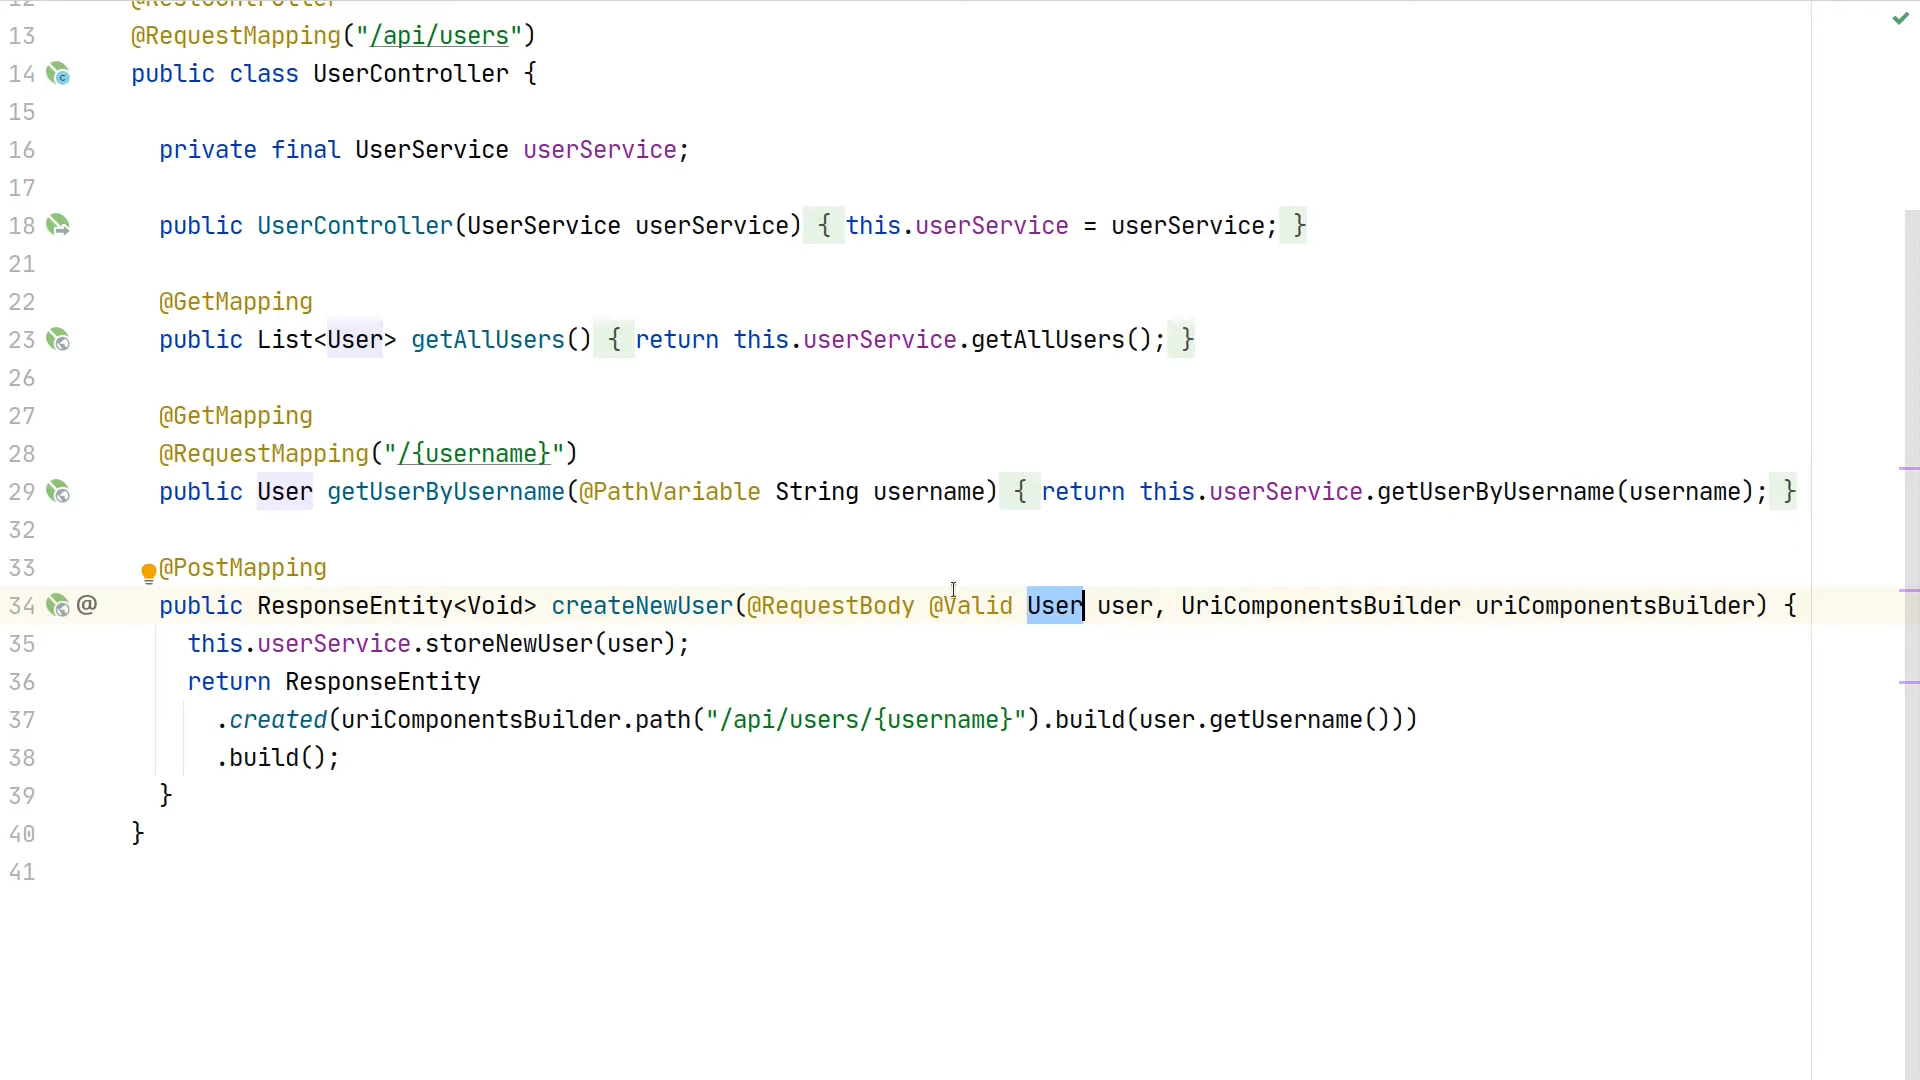 12 @RestController
13 @RequestMapping("/api/users")
14 public class UserController {
15
16 private final UserService userService;
17
18 public UserController(UserService userService) { this.userService = userService; }
21
22 @GetMapping
23 public List<User> getAllUsers() { return this.userService.getAllUsers(); }
26
27 @GetMapping
28 @RequestMapping("/{username}")
29 public User getUserByUsername(@PathVariable String username) { return this.userService.getUserByUsername(username); }
32
33 @PostMapping
34 @ public ResponseEntity<Void> createNewUser(@RequestBody @Valid User user, UriComponentsBuilder uriComponentsBuilder) {
35 this.userService.storeNewUser(user);
36 return ResponseEntity
37 .created(uriComponentsBuilder.path("/api/users/{username}").build(user.getUsername()))
38 .build();
39 }
40 }
41